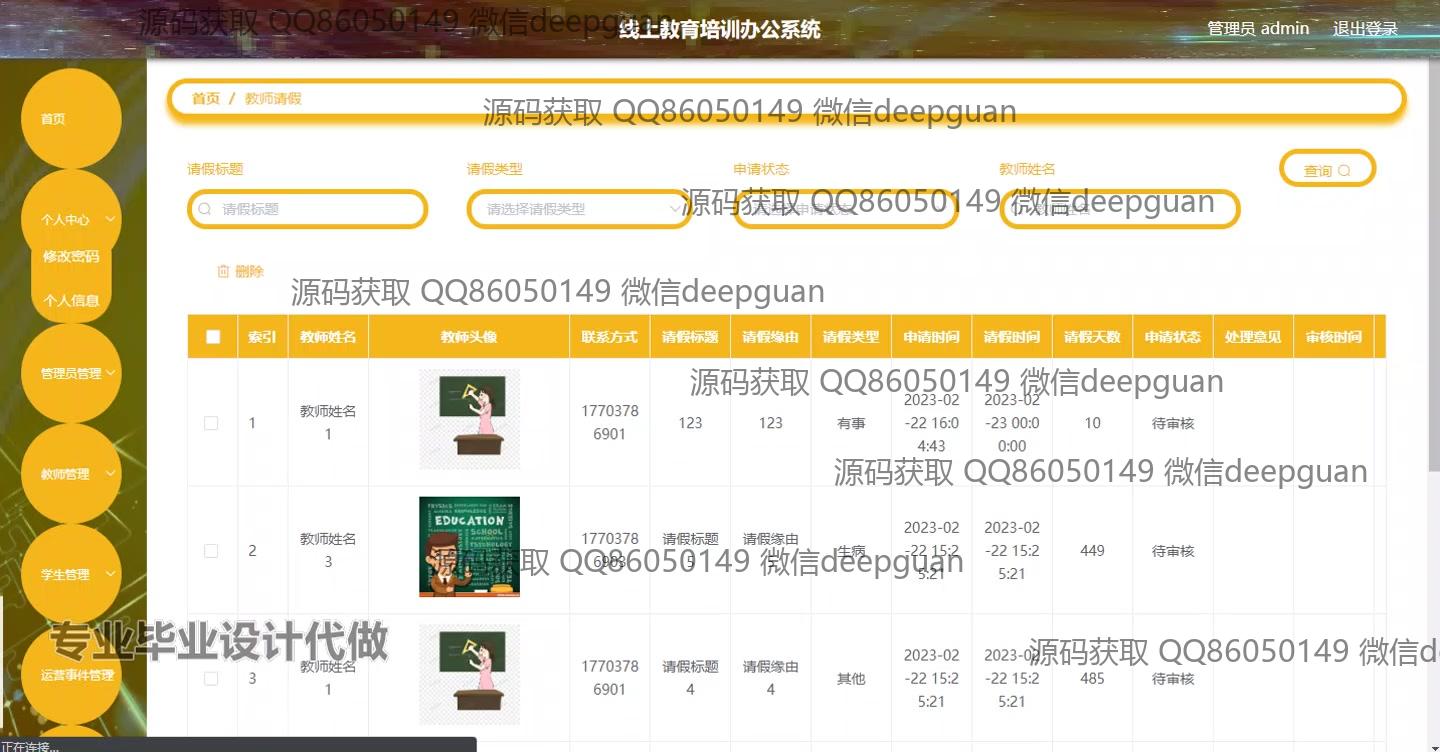 源码获取 QQ86050149 微信deepguan
线上教育培训办公系统
管理员 admin
退出登录
首页
个人中心
修改密码
个人信息
管理员管理
教师管理
学生管理
运营事件管理
首页 / 教师请假
源码获取 QQ86050149 微信deepguan
请假标题
请假类型
申请状态
教师姓名
查询
请假标题
请选择请假类型
源码获取 QQ86050149 微信deepguan
删除
源码获取 QQ86050149 微信deepguan
索引 教师姓名 教师头像 联系方式 请假标题 请假缘由 请假类型 申请时间 请假时间 请假天数 申请状态 处理意见 审核时间
源码获取 QQ86050149 微信deepguan
1 教师姓名1 17703786901 123 123 有事 2023-02-22 16:04:43 2023-02-23 00:00:00 10 待审核
源码获取 QQ86050149 微信deepguan
2 教师姓名3 17703786903 请假标题5 请假缘由5 生病 2023-02-22 15:25:21 2023-02-22 15:25:21 449 待审核
EDUCATION
SCHOOL
源码获取 QQ86050149 微信deepguan
专业毕业设计代做
源码获取 QQ86050149 微信d
3 教师姓名1 17703786901 请假标题4 请假缘由4 其他 2023-02-22 15:25:21 2023-02-22 15:25:21 485 待审核
正在连接...